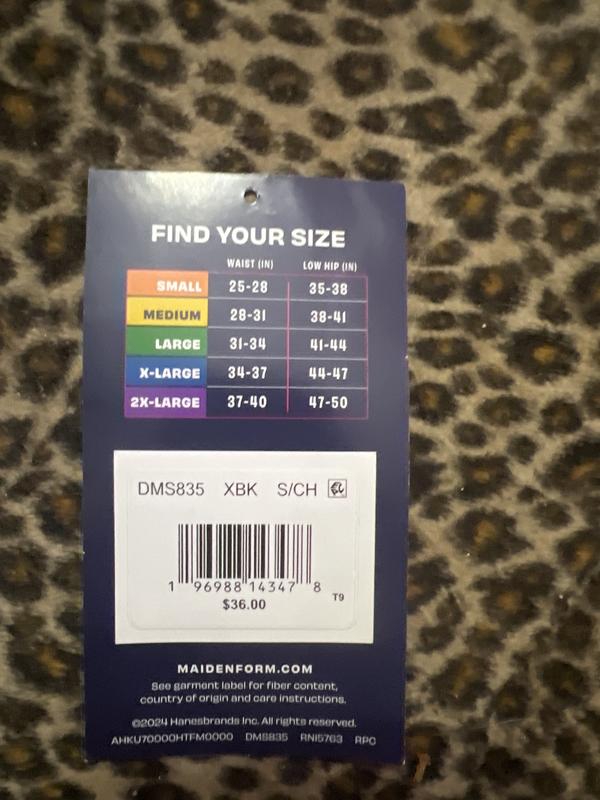 FIND YOUR SIZE
WAIST (IN) LOW HIP (IN)
SMALL 25-28 35-38
MEDIUM 28-31 38-41
LARGE 31-34 41-44
X-LARGE 34-37 44-47
2X-LARGE 37-40 47-50
DMS835 XBK S/CH
1 96988 14347 8
$36.00 T9
MAIDENFORM.COM
See garment label for fiber content,
country of origin and care instructions.
©2024 Hanesbrands Inc. All rights reserved.
AHKU70000HTFM0000 DMS835 RN15763 RPC